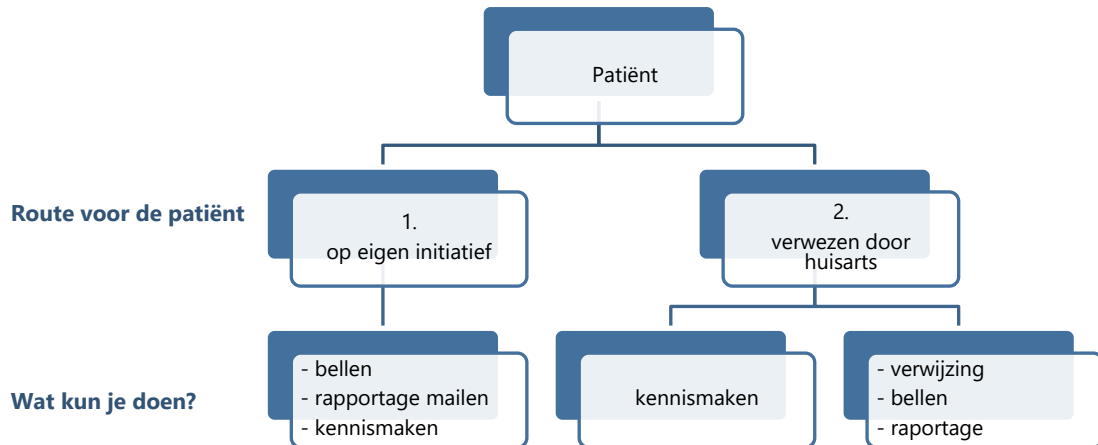 Patiënt
Route voor de patiënt
1.
op eigen initiatief
2.
verwezen door
huisarts
Wat kun je doen?
- bellen
- rapportage mailen
- kennismaken
kennismaken
- verwijzing
- bellen
- raportage